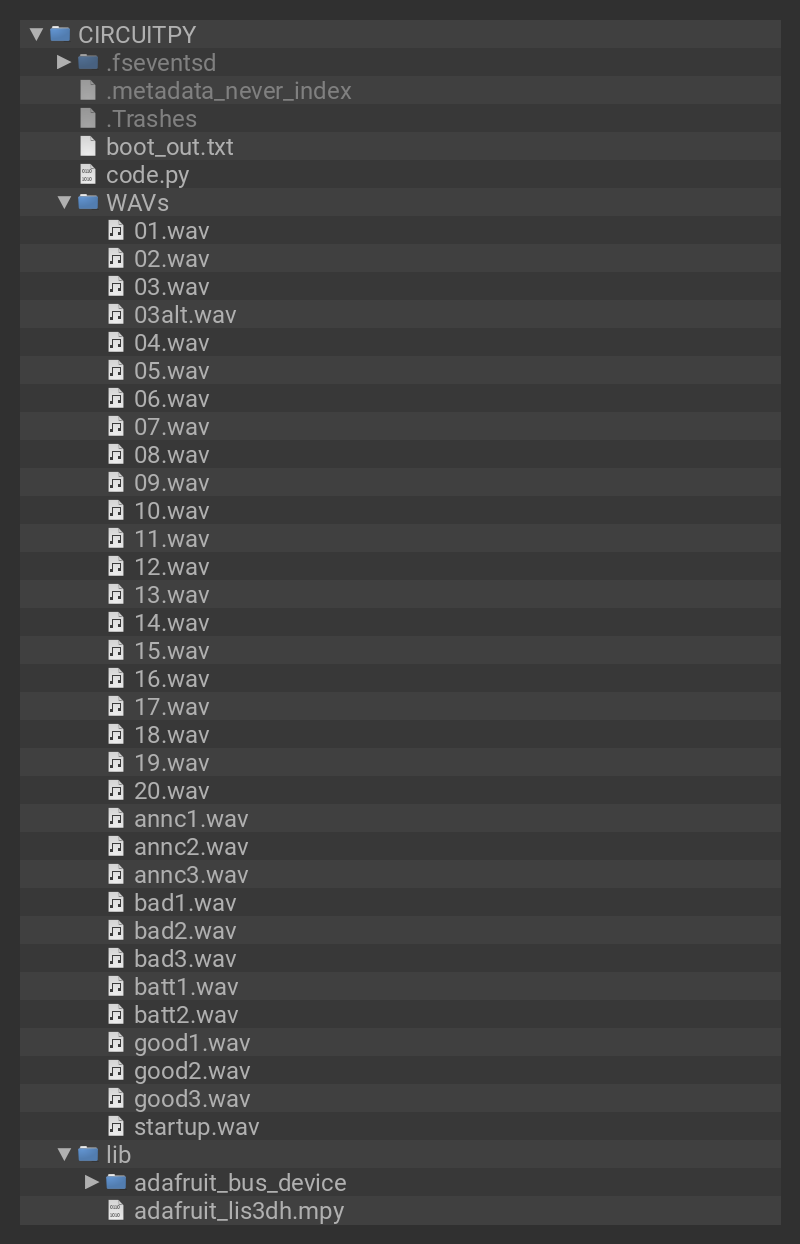 CIRCUITPY
.fseventsd
.metadata_never_index
.Trashes
boot_out.txt
code.py
WAVs
01.wav
02.wav
03.wav
03alt.wav
04.wav
05.wav
06.wav
07.wav
08.wav
09.wav
10.wav
11.wav
12.wav
13.wav
14.wav
15.wav
16.wav
17.wav
18.wav
19.wav
20.wav
annc1.wav
annc2.wav
annc3.wav
bad1.wav
bad2.wav
bad3.wav
batt1.wav
batt2.wav
good1.wav
good2.wav
good3.wav
startup.wav
lib
adafruit_bus_device
adafruit_lis3dh.mpy